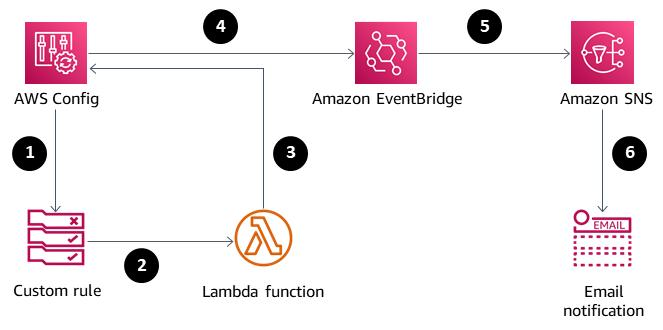 4
5
AWS Config
Amazon EventBridge
Amazon SNS
1
3
6
EMAIL
2
Custom rule
Lambda function
Email
notification